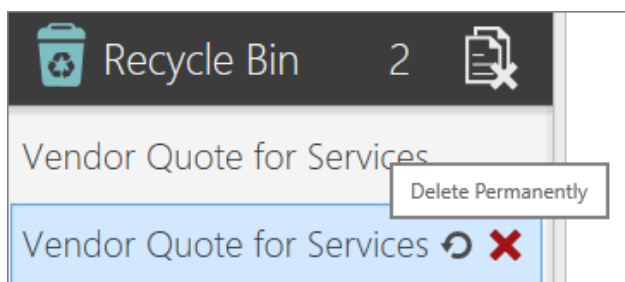 Recycle Bin 2
Vendor Quote for Services
Delete Permanently
Vendor Quote for Services